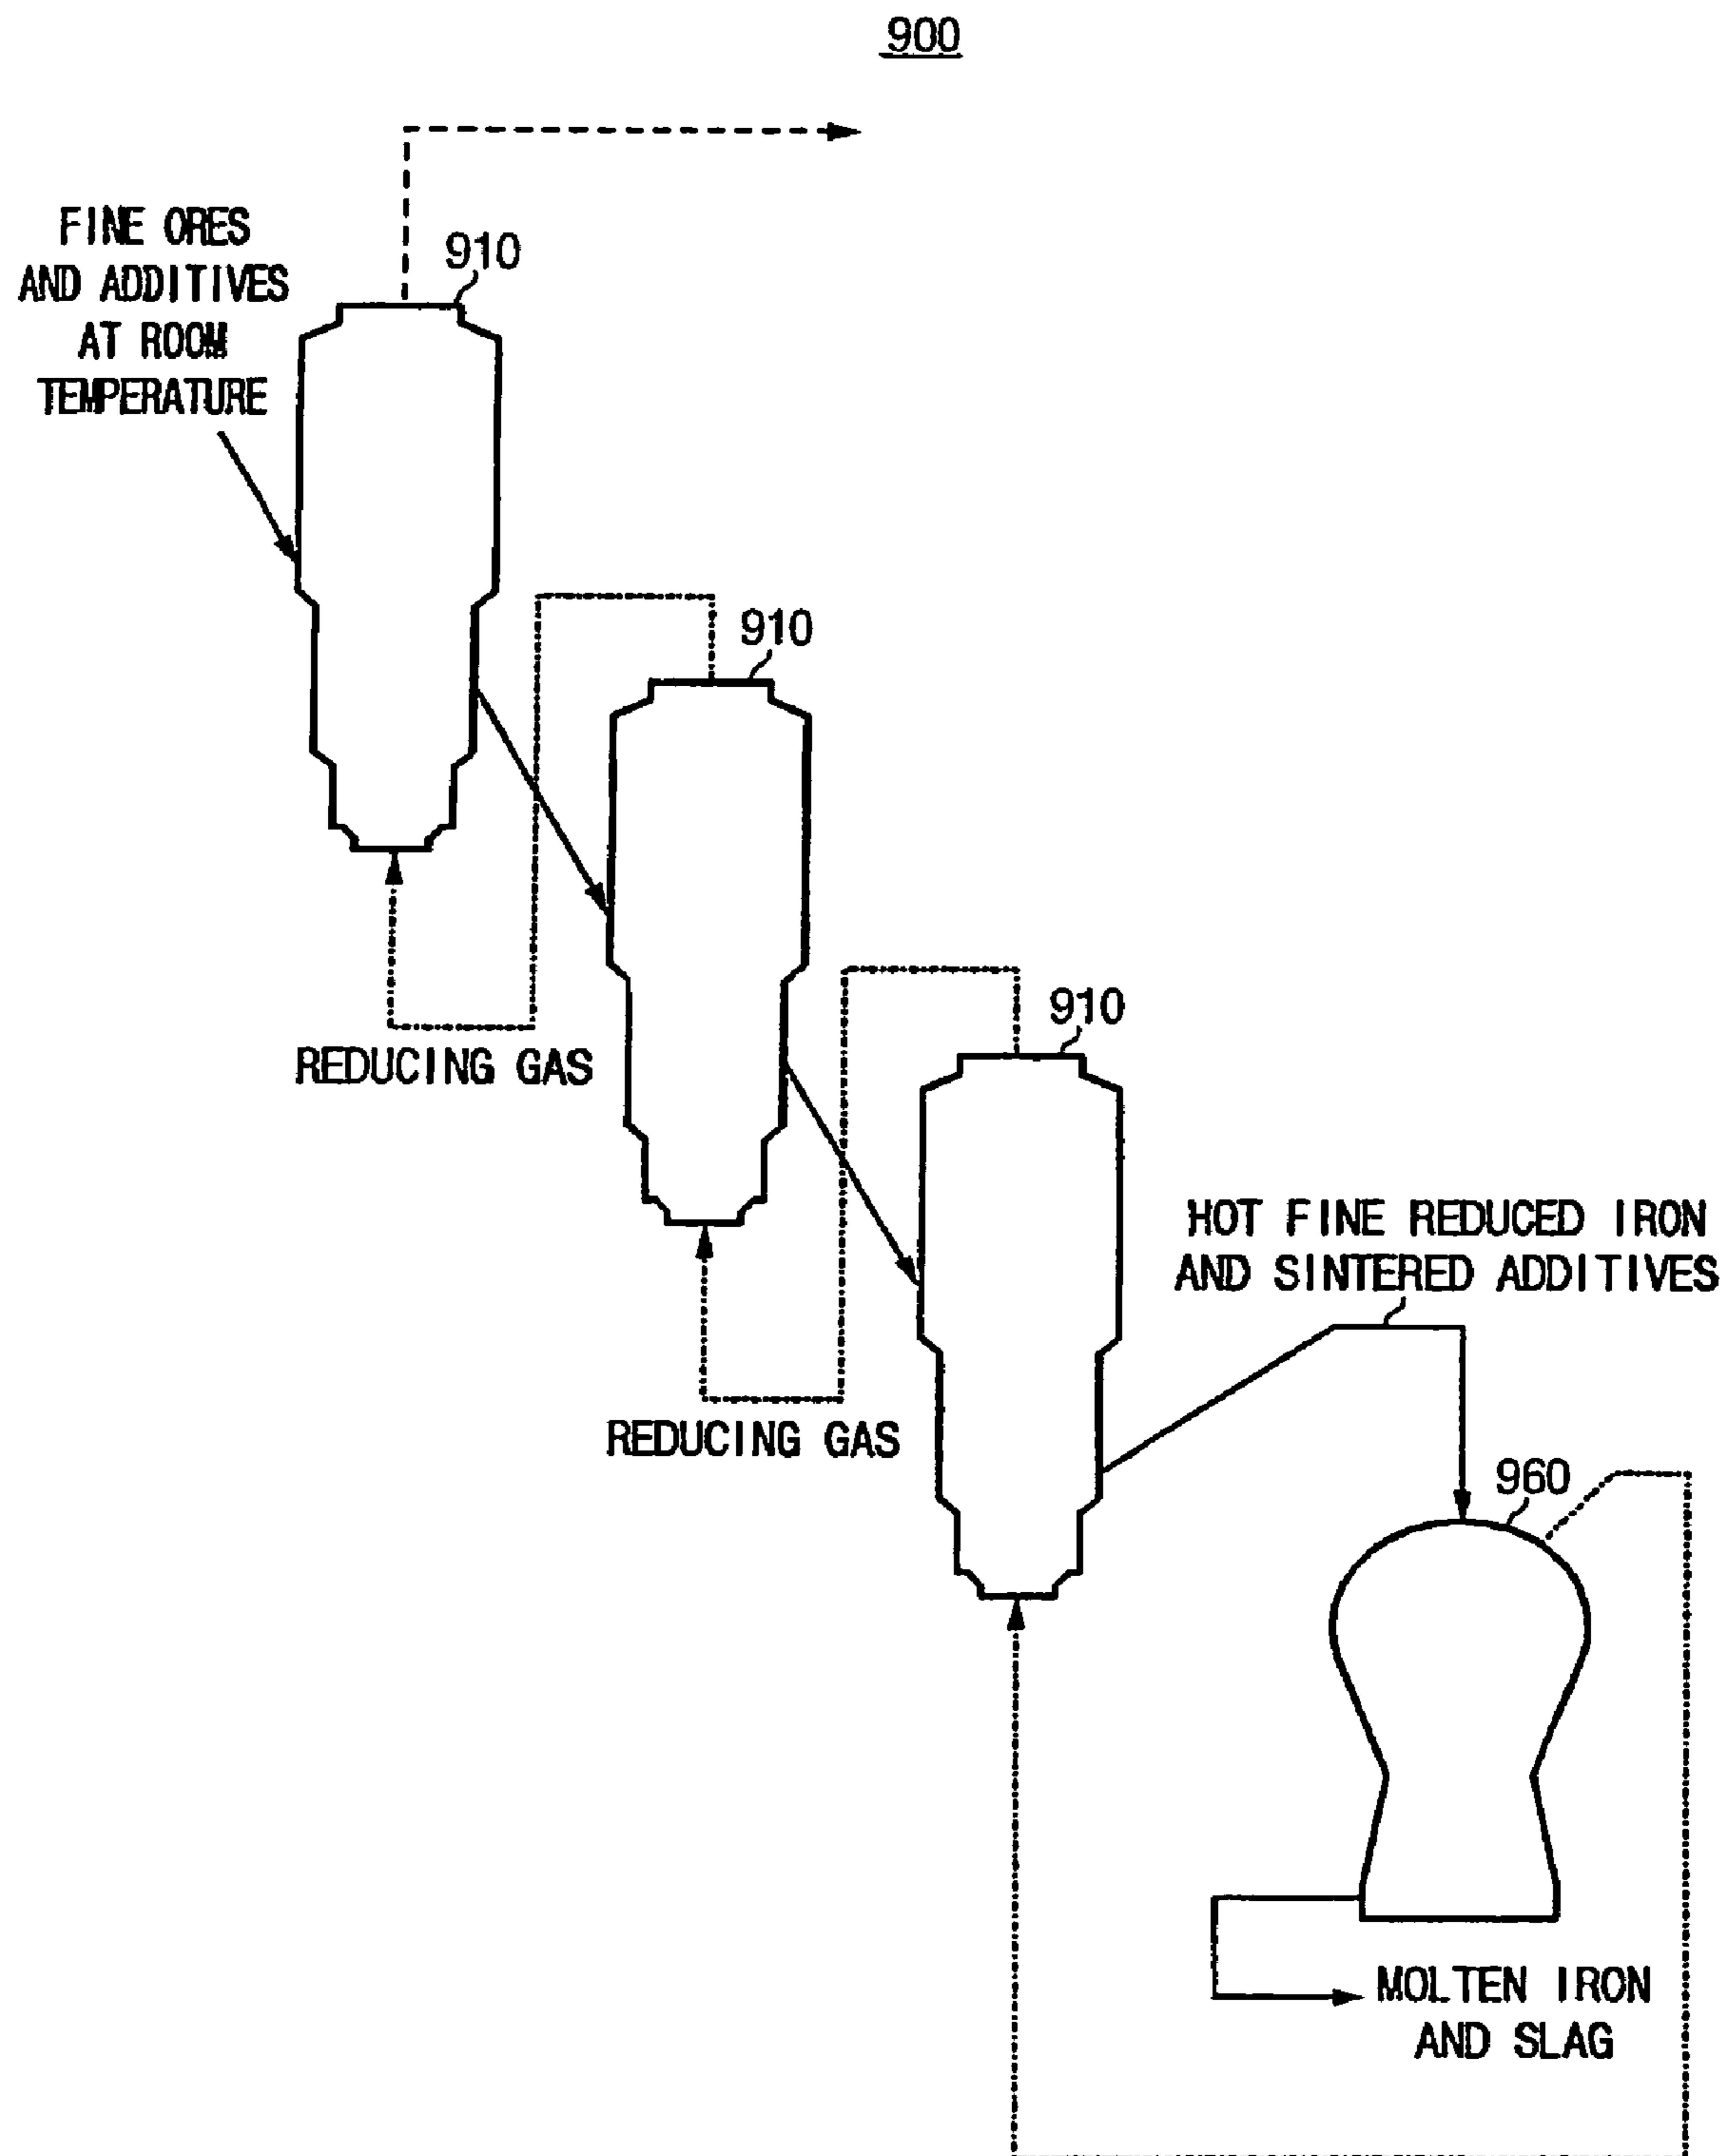 900
FINE ORES
AND ADDITIVES
AT ROOM
TEMPERATURE
910
910
REDUCING GAS
910
HOT FINE REDUCED IRON
AND SINTERED ADDITIVES
REDUCING GAS
960
MOLTEN IRON
AND SLAG